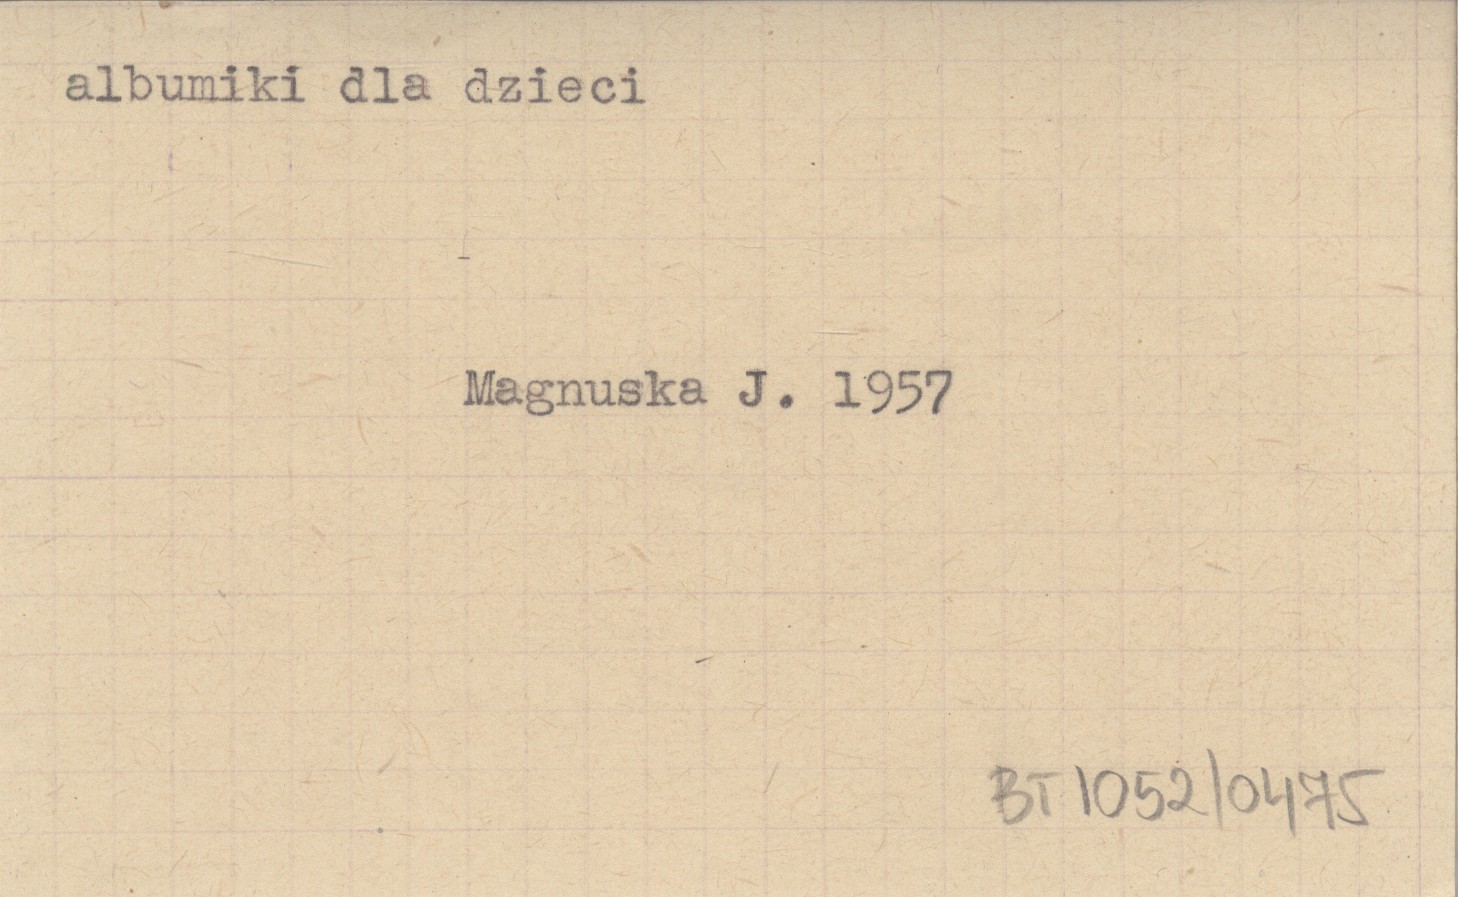 albumiki dla dzieci
Magnuska J. 1957
BT 1052/0475